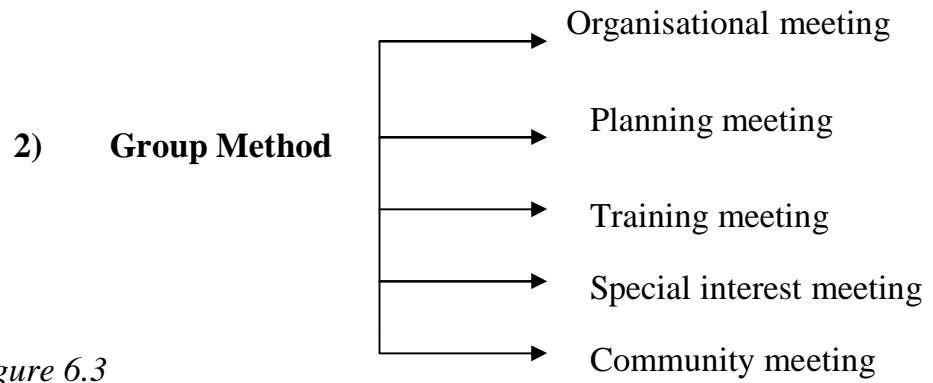 Organisational meeting
Planning meeting
2) Group Method
Training meeting
Special interest meeting
Community meeting
gure 6.3